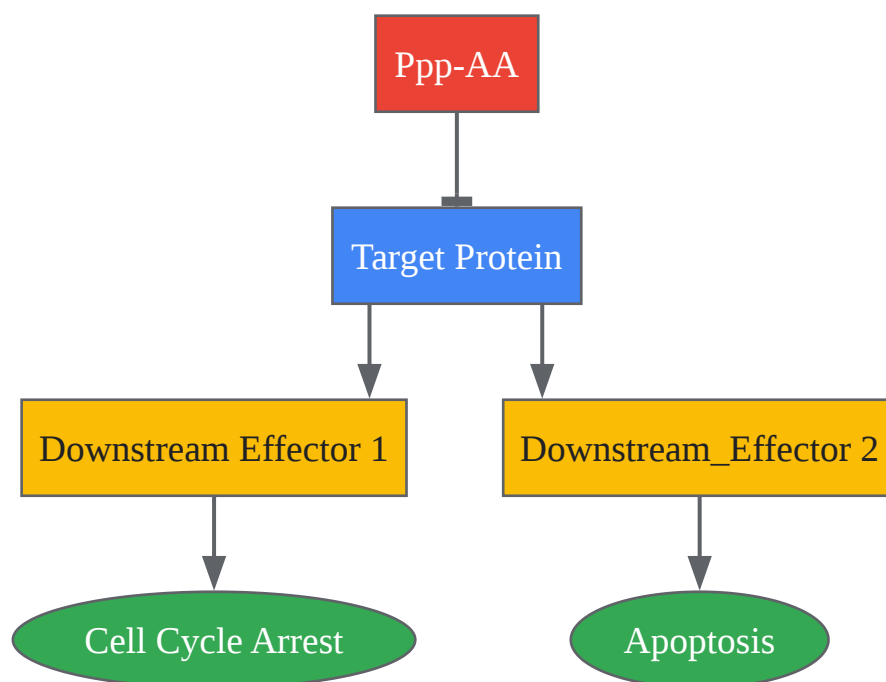 Ppp-AA
Target Protein
Downstream Effector 1
Downstream_Effector 2
Cell Cycle Arrest
Apoptosis